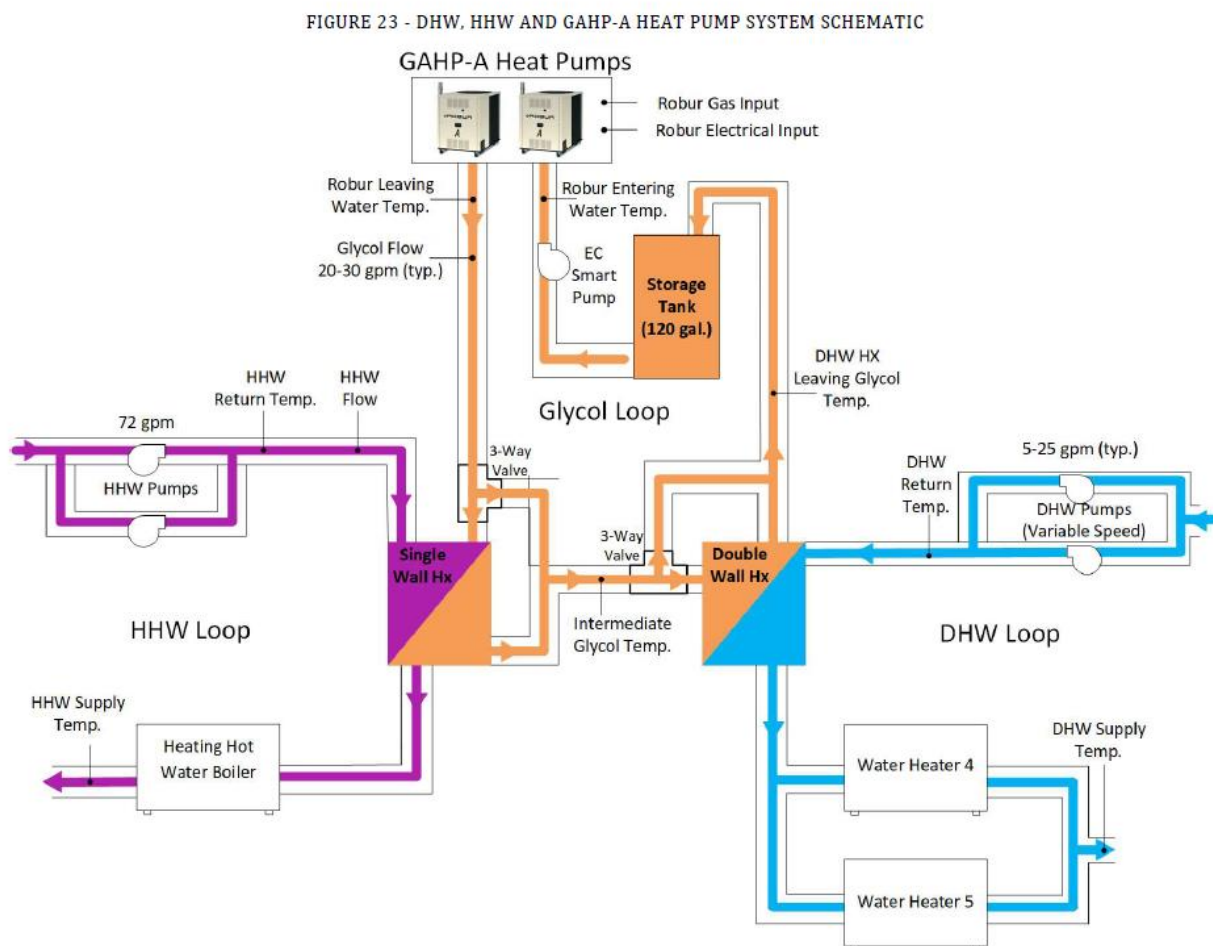 FIGURE 23 - DHW, HHW AND GAHP-A HEAT PUMP SYSTEM SCHEMATIC
GAHP-A Heat Pumps
Robur Gas Input
Robur Electrical Input
A
A
Robur Leaving
Water Temp.
Robur Entering
Water Temp.
Glycol Flow
20-30 gpm (typ.)
EC
Smart
Pump
Storage
Tank
(120 gal.)
DHW HX
Leaving Glycol
Temp.
HHW
Return Temp.
HHW
Flow
Glycol Loop
72 gpm
HHW Pumps
3-Way
Valve
DHW
Return
Temp.
5-25 gpm (typ.)
DHW Pumps
(Variable Speed)
Single
Wall Hx
3-Way
Valve
Double
Wall Hx
HHW Loop
Intermediate
Glycol Temp.
DHW Loop
HHW Supply
Temp.
Heating Hot
Water Boiler
Water Heater 4
DHW Supply
Temp.
Water Heater 5